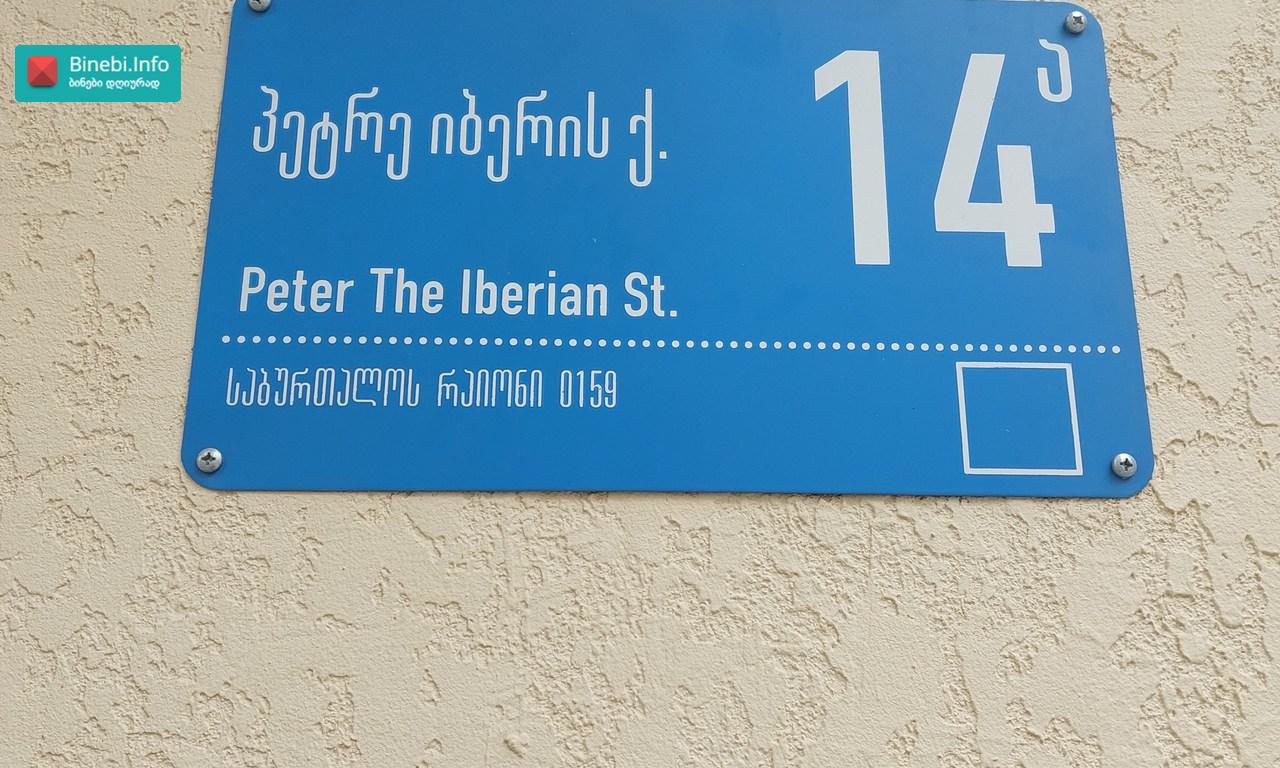 Binebi.Info
ბინები დღიურად
პეტრე იბერის ქ.
14ა
Peter The Iberian St.
საბურთალოს რაიონი 0159